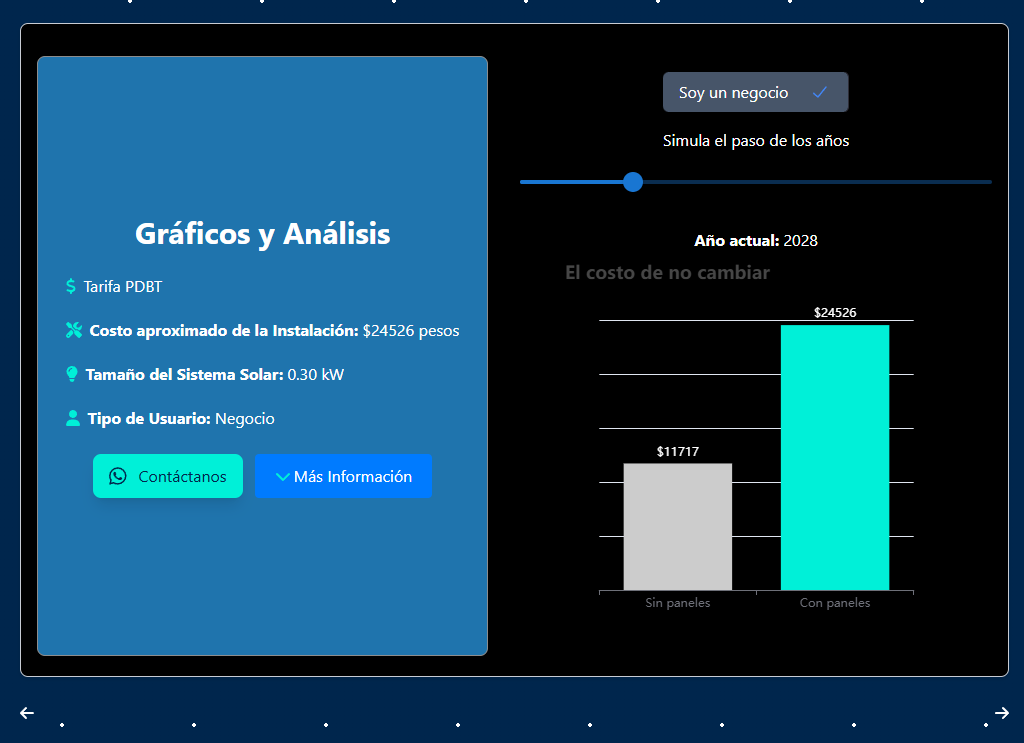 Gráficos y Análisis
Tarifa PDBT
Costo aproximado de la Instalación: $24526 pesos
Tamaño del Sistema Solar: 0.30 kW
Tipo de Usuario: Negocio
Contáctanos
Más Información
Soy un negocio
Simula el paso de los años
Año actual: 2028
El costo de no cambiar
$24526
$11717
Sin paneles
Con paneles